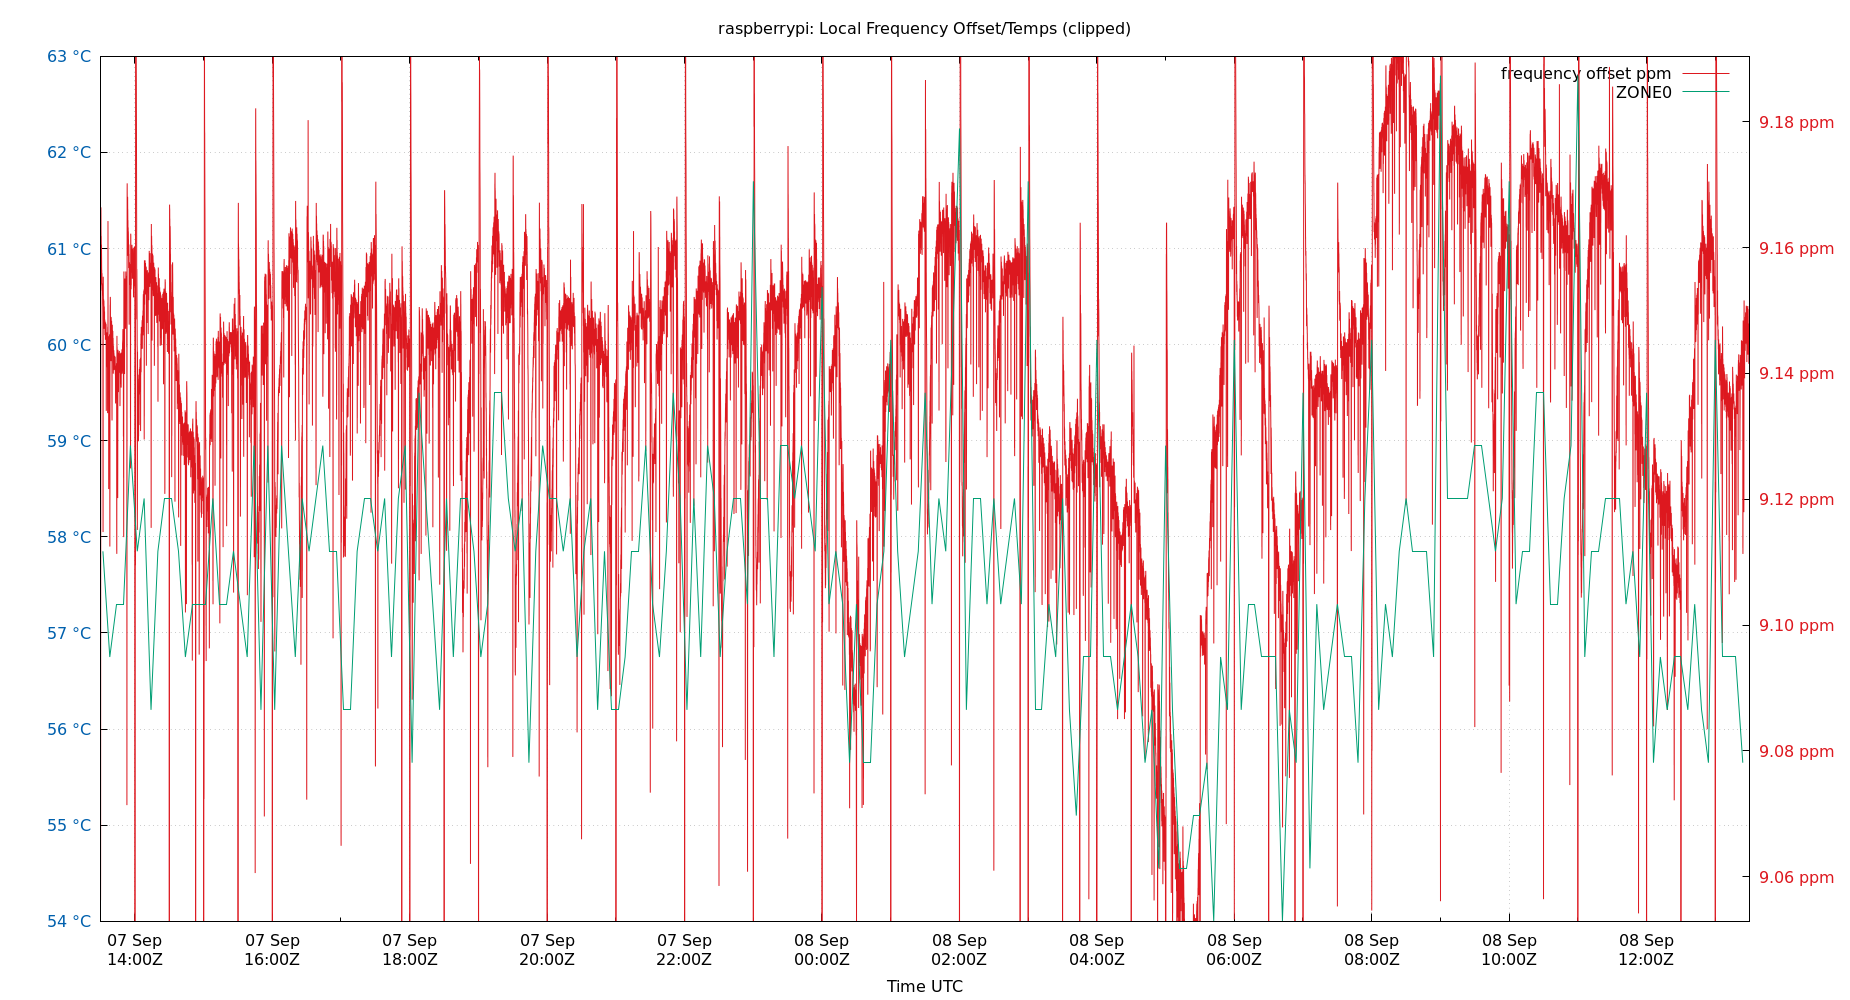 raspberrypi: Local Frequency Offset/Temps (clipped)
63 °C
62 °C
61 °C
60 °C
59 °C
58 °C
57 °C
56 °C
55 °C
54 °C
frequency offset ppm
ZONE0
9.18 ppm
9.16 ppm
9.14 ppm
9.12 ppm
9.10 ppm
9.08 ppm
9.06 ppm
07 Sep 07 Sep 07 Sep 07 Sep 07 Sep 08 Sep 08 Sep 08 Sep 08 Sep 08 Sep 08 Sep 08 Sep
14:00Z 16:00Z 18:00Z 20:00Z 22:00Z 00:00Z 02:00Z 04:00Z 06:00Z 08:00Z 10:00Z 12:00Z
Time UTC